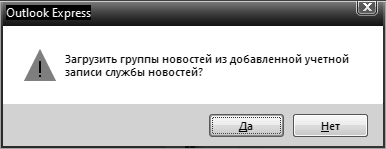 Outlook Express
Загрузить группы новостей из добавленной учетной
записи службы новостей?
Да
Нет